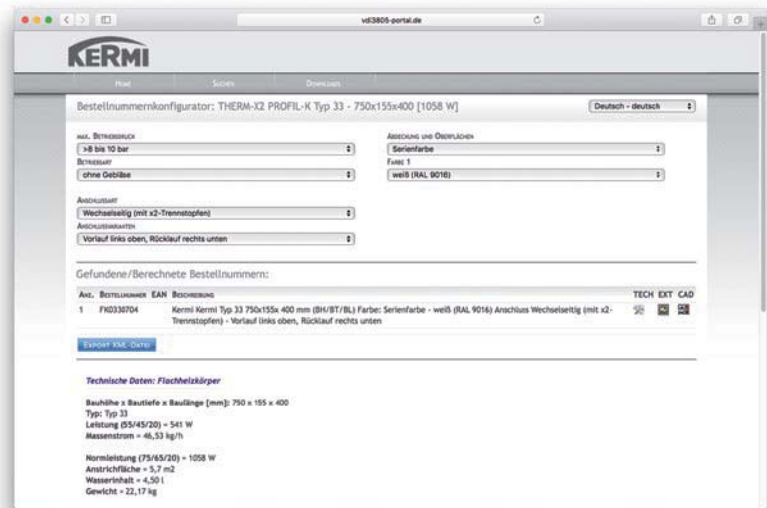 vdi3805-portal.de
KERMI
Home Suchen Downloads
Bestellnummernkonfigurator: THERM-X2 PROFIL-K Typ 33 - 750x155x400 [1058 W]
Deutsch - deutsch
max. Betriebsdruck
>8 bis 10 bar
Betriebsart
ohne Gebläse
Abdeckung und Oberflächen
Serienfarbe
Farbe 1
weiß (RAL 9016)
Anschlussart
Wechselseitig (mit x2-Trennstopfen)
Anschlussvarianten
Vorlauf links oben, Rücklauf rechts unten
Gefundene/Berechnete Bestellnummern:
Anz. Bestellnummer EAN Beschreibung TECH EXT CAD
1 FK0330704 Kermi Kermi Typ 33 750x155x 400 mm (BH/BT/BL) Farbe: Serienfarbe - weiß (RAL 9016) Anschluss Wechselseitig (mit x2-
Trennstopfen) - Vorlauf links oben, Rücklauf rechts unten
Export XML-Datei
Technische Daten: Flachheizkörper
Bauhöhe x Bautiefe x Baulänge [mm]: 750 x 155 x 400
Typ: Typ 33
Leistung (55/45/20) = 541 W
Massenstrom = 46,53 kg/h
Normleistung (75/65/20) = 1058 W
Anstrichfläche = 5,7 m2
Wasserinhalt = 4,50 l
Gewicht = 22,17 kg